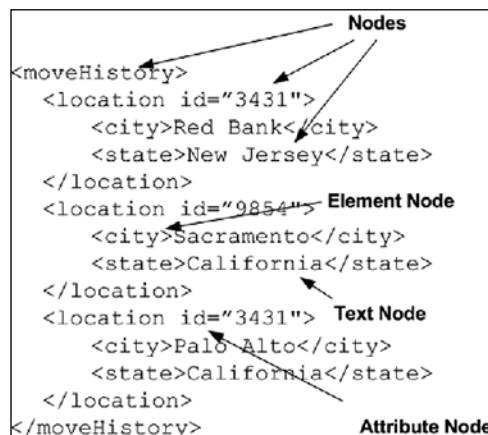 Nodes
<moveHistory>
<location id="3431">
<city>Red Bank</city>
<state>New Jersey</state>
</location>
<location id="9854">
Element Node
<city>Sacramento</city>
<state>California</state>
</location>
<location id="3431">
Text Node
<city>Palo Alto</city>
<state>California</state>
</location>
Attribute Node
</moveHistory>